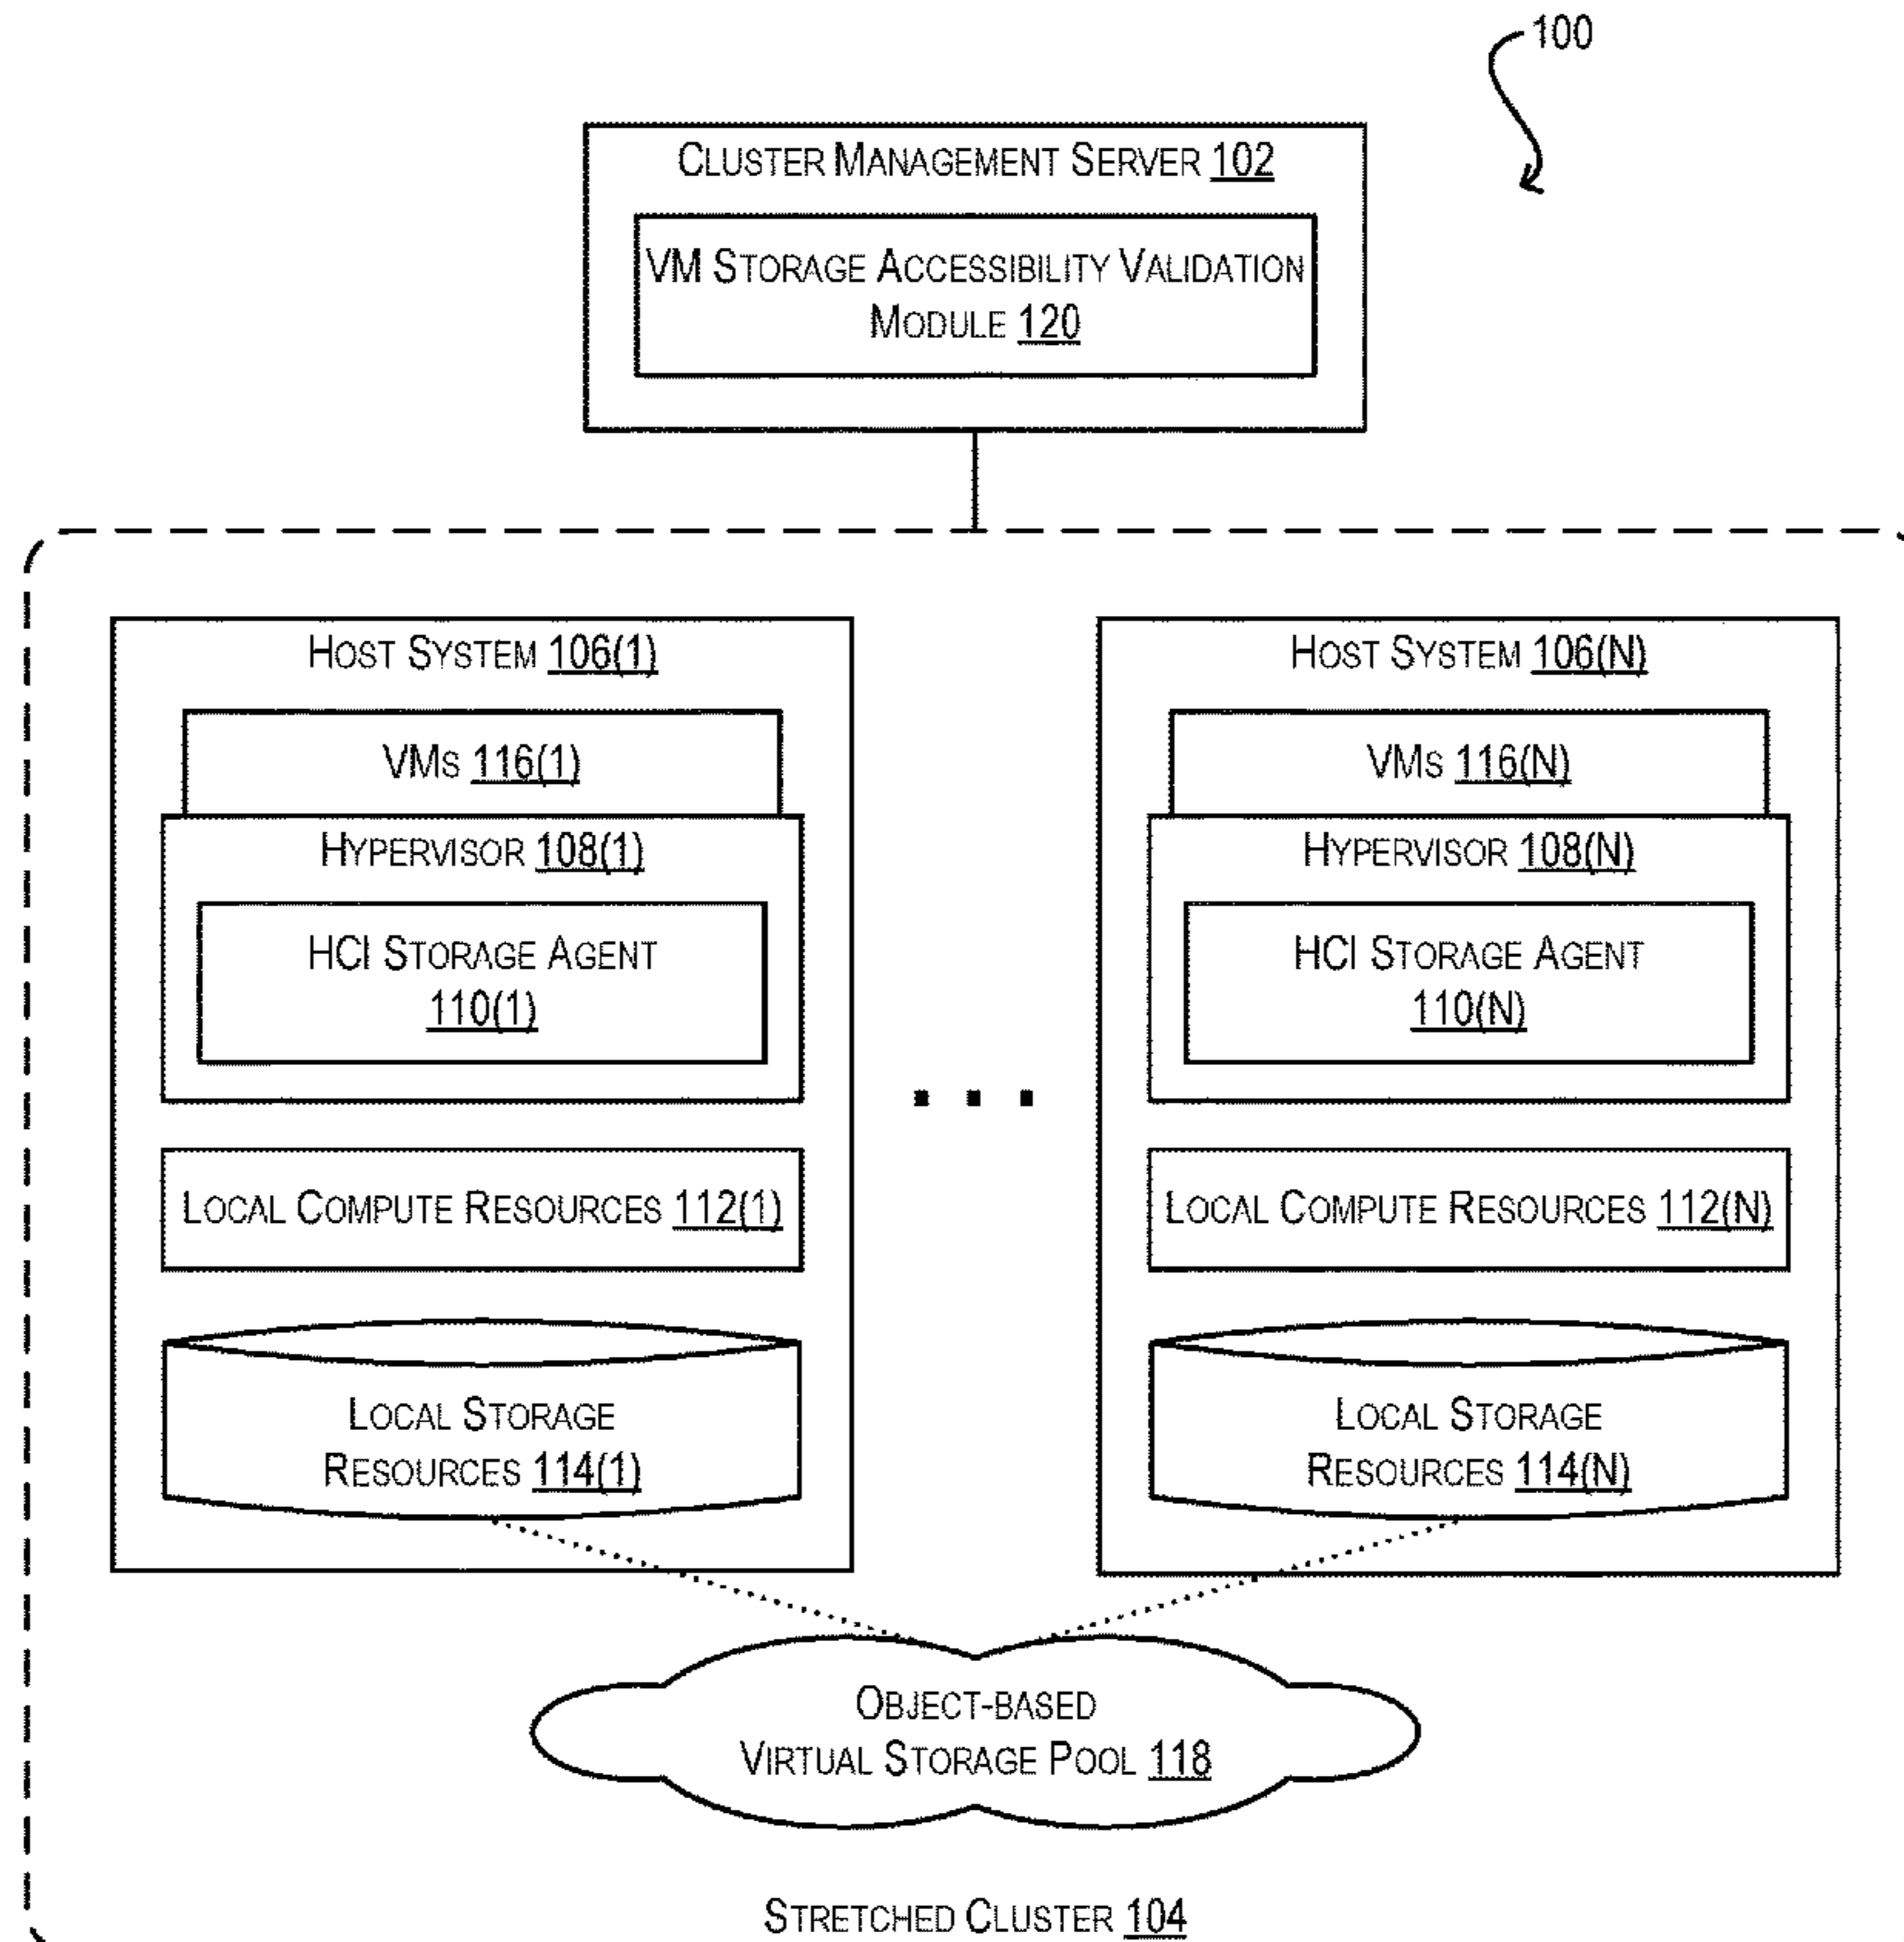 100
CLUSTER MANAGEMENT SERVER 102
VM STORAGE ACCESSIBILITY VALIDATION
MODULE 120
HOST SYSTEM 106(1)
VMS 116(1)
HYPERVISOR 108(1)
HCI STORAGE AGENT
110(1)
LOCAL COMPUTE RESOURCES 112(1)
LOCAL STORAGE
RESOURCES 114(1)
. . .
HOST SYSTEM 106(N)
VMS 116(N)
HYPERVISOR 108(N)
HCI STORAGE AGENT
110(N)
LOCAL COMPUTE RESOURCES 112(N)
LOCAL STORAGE
RESOURCES 114(N)
OBJECT-BASED
VIRTUAL STORAGE POOL 118
STRETCHED CLUSTER 104